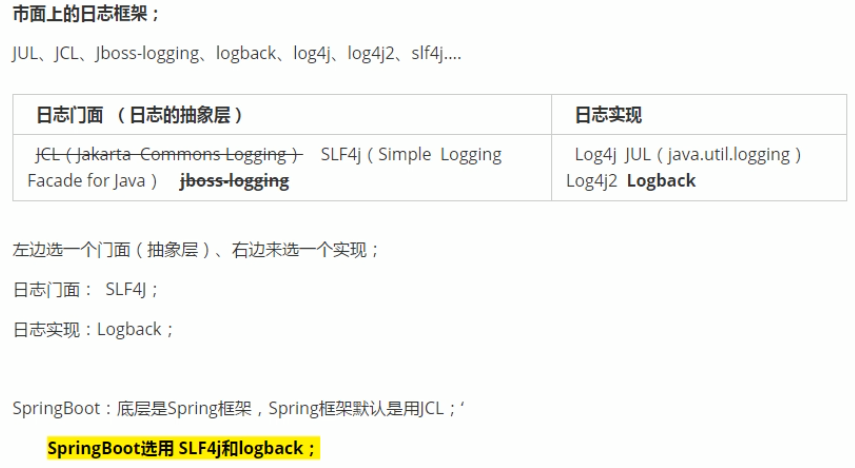 市面上的日志框架；
JUL、JCL、Jboss-logging、logback、log4j、log4j2、slf4j....
日志门面 （日志的抽象层）
日志实现
JCL（Jakarta Commons Logging） SLF4j（Simple Logging
Facade for Java） jboss-logging
Log4j JUL（java.util.logging）
Log4j2 Logback
左边选一个门面（抽象层）、右边来选一个实现；
日志门面： SLF4J；
日志实现：Logback；
SpringBoot：底层是Spring框架，Spring框架默认是用JCL；‘
SpringBoot选用 SLF4j和logback；